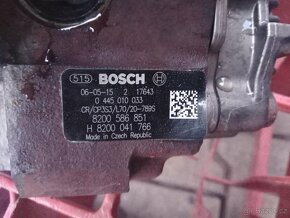 515 BOSCH
06-05-15 2 17643
0 445 010 033
CR/CP3S3/L70/20-789S
8200 586 851
H 8200 041 766
Made in Czech Republic